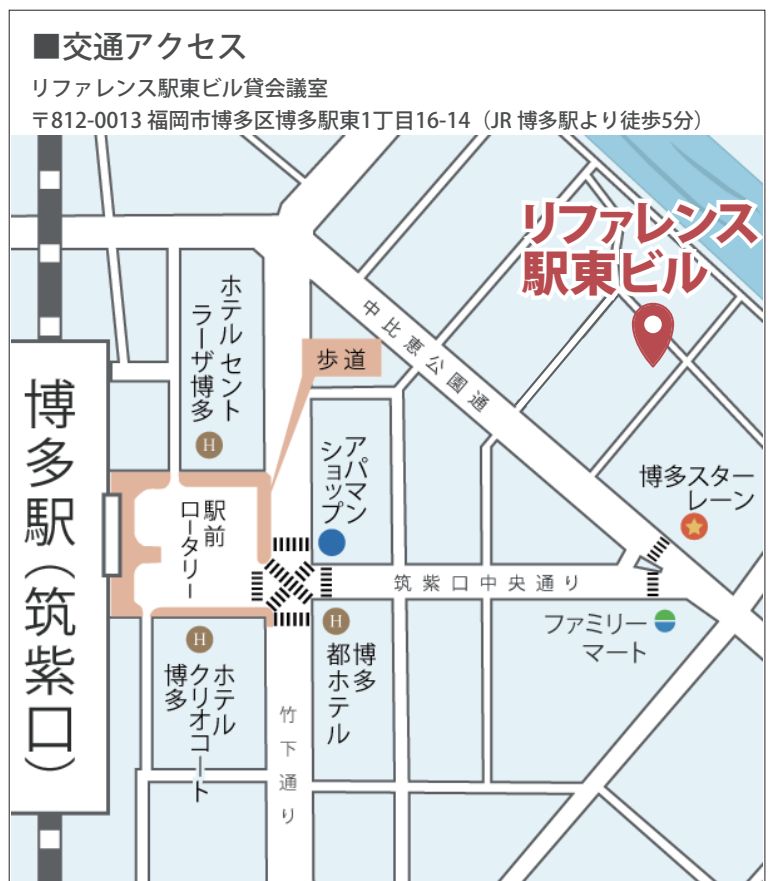 ■交通アクセス
リファレンス駅東ビル貸会議室
〒812-0013 福岡市博多区博多駅東1丁目16-14（JR 博多駅より徒歩5分）
リファレンス
駅東ビル
中比恵公園通
ホテル セント
ラーザ博多
H
歩道
博多駅（筑紫口）
アパマン
ショップ
駅前
ロータリー
博多スター
レーン
筑紫口中央通り
ファミリー
マート
H
ホテル
クリオコート
博多
H
博多
都ホテル
竹下通り